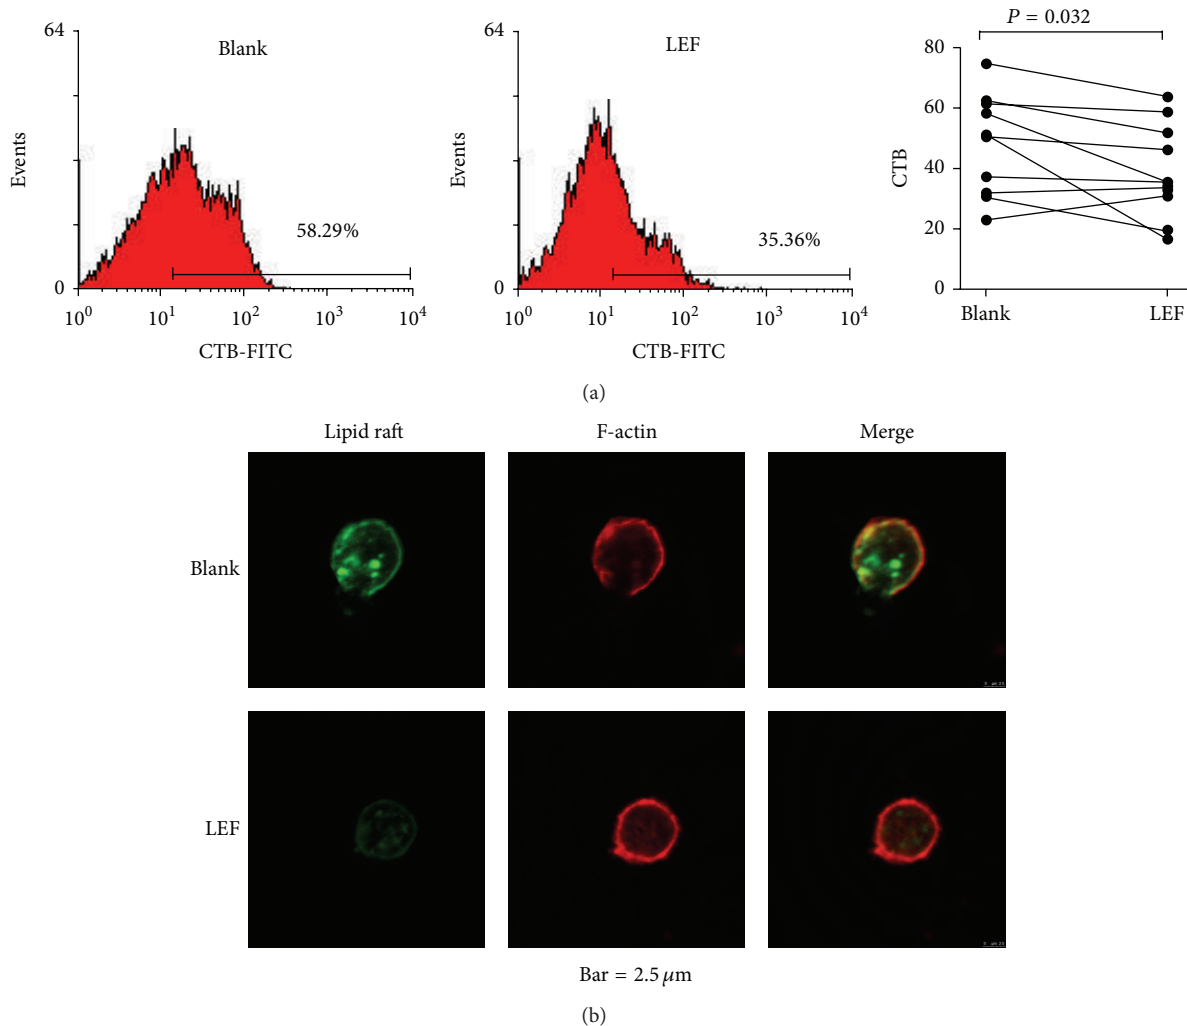 64
Blank
Events
58.29%
0
10^0 10^1 10^2 10^3 10^4
CTB-FITC
64
LEF
Events
35.36%
0
10^0 10^1 10^2 10^3 10^4
CTB-FITC
P = 0.032
80
60
CTB
40
20
0
Blank LEF
(a)
Lipid raft F-actin Merge
Blank
LEF
Bar = 2.5 μm
(b)